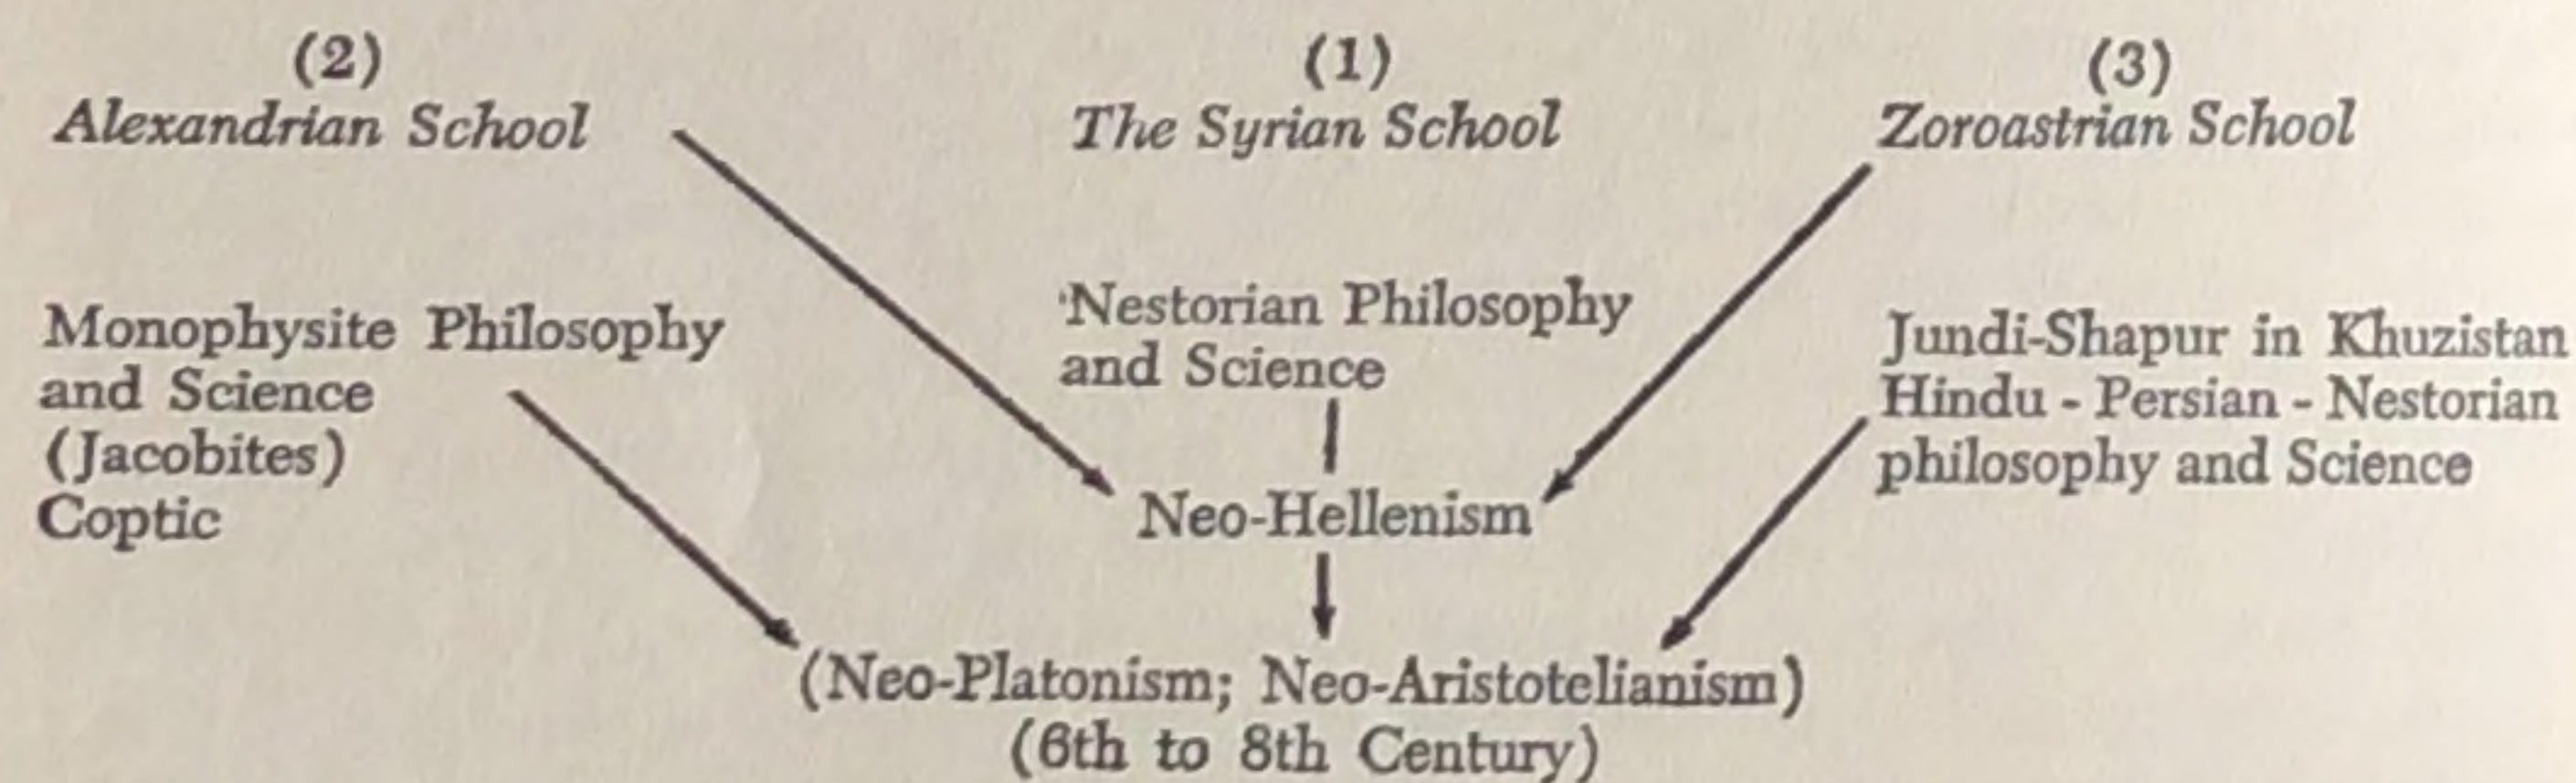 (2)
Alexandrian School
Monophysite Philosophy
and Science
(Jacobites)
Coptic
(1)
The Syrian School
Nestorian Philosophy
and Science
Neo-Hellenism
(3)
Zoroastrian School
Jundi-Shapur in Khuzistan
Hindu - Persian - Nestorian
philosophy and Science
(Neo-Platonism; Neo-Aristotelianism)
(6th to 8th Century)